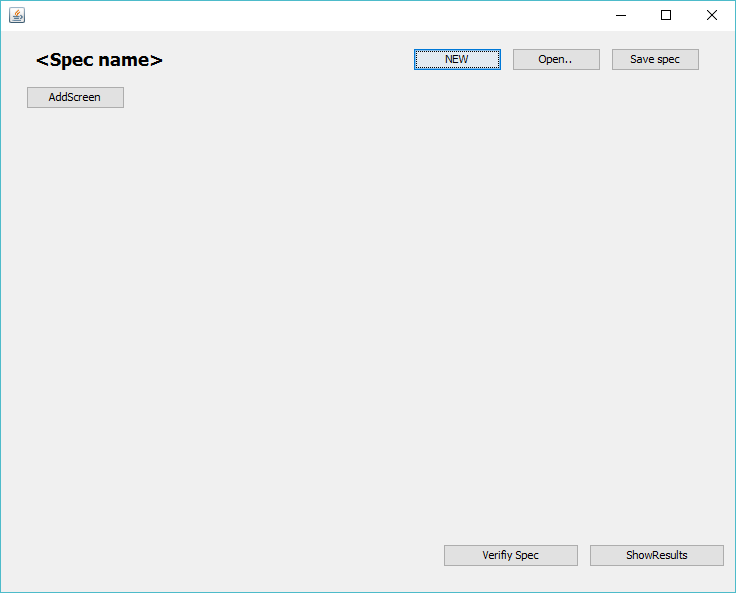 <Spec name> NEW Open.. Save spec
AddScreen
Verifiy Spec ShowResults